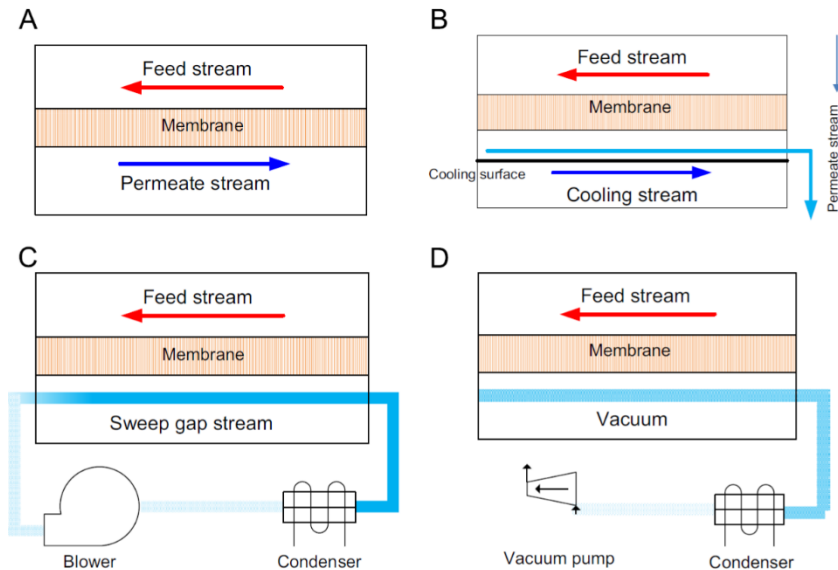 A
Feed stream
Membrane
Permeate stream
B
Feed stream
Membrane
Cooling surface
Cooling stream
Permeate stream
C
Feed stream
Membrane
Sweep gap stream
Blower
Condenser
D
Feed stream
Membrane
Vacuum
Vacuum pump
Condenser